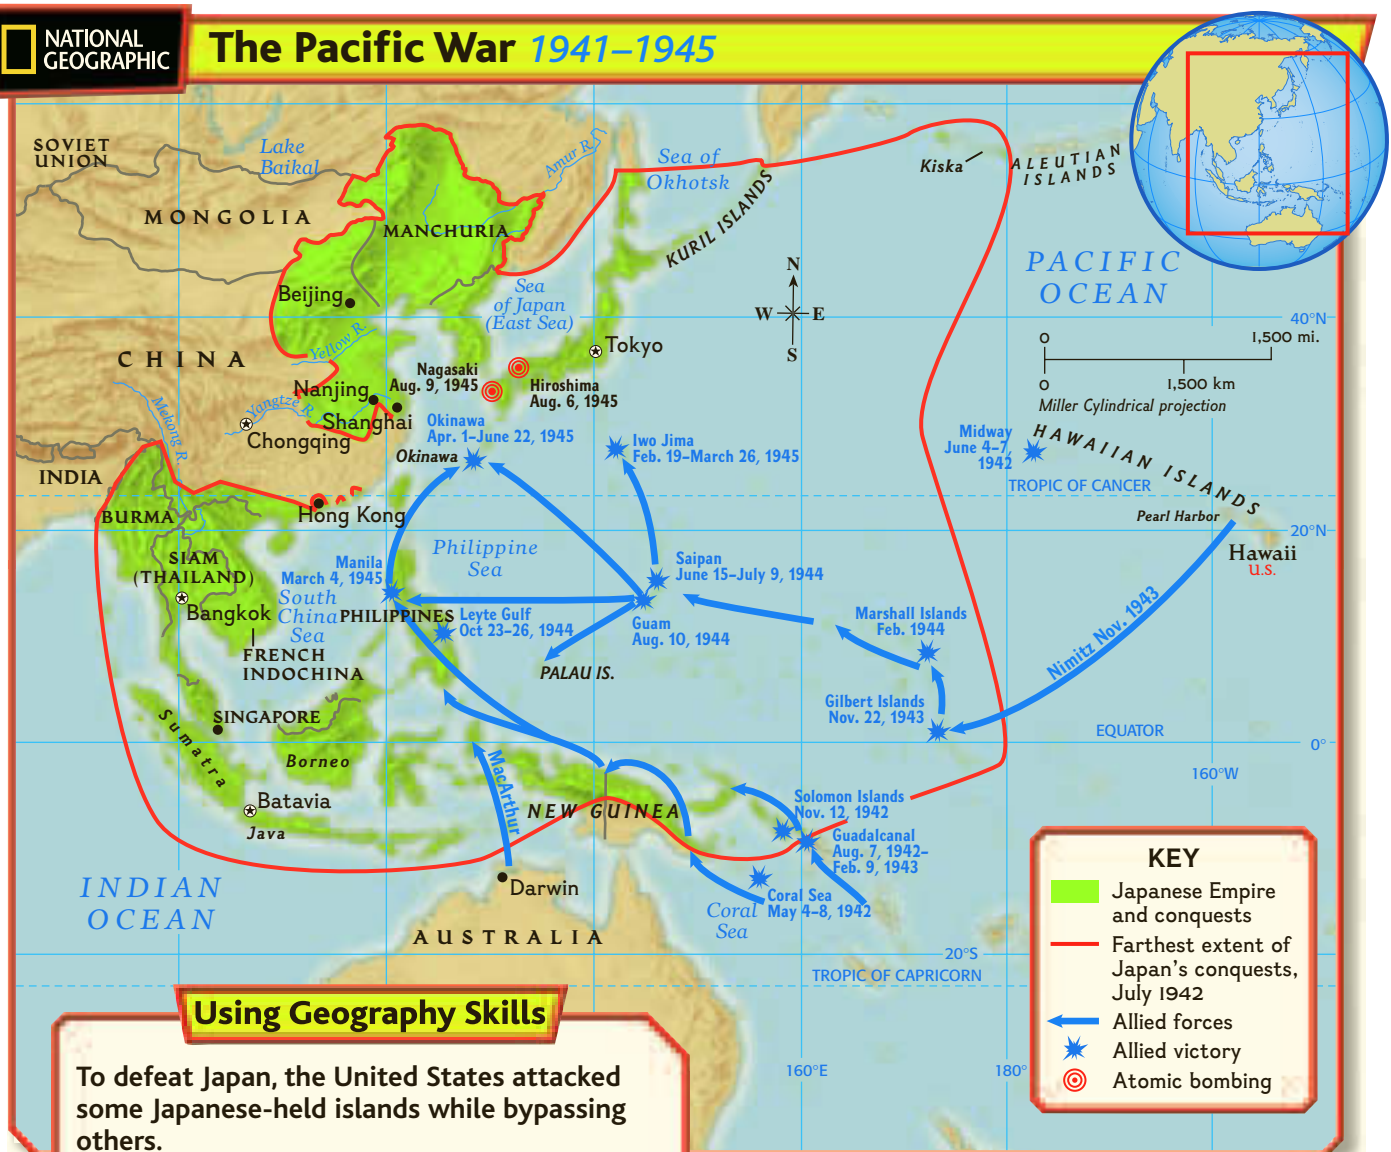 NATIONAL
GEOGRAPHIC
The Pacific War 1941–1945
SOVIET
UNION
Lake
Baikal
Amur R.
Sea of
Okhotsk
Kiska
ALEUTIAN
ISLANDS
MONGOLIA
MANCHURIA
KURIL ISLANDS
PACIFIC
OCEAN
N
W E
S
Beijing
Sea
of Japan
(East Sea)
40°N
0 1,500 mi.
0 1,500 km
Miller Cylindrical projection
CHINA
Yellow R.
Tokyo
Nagasaki
Aug. 9, 1945
Hiroshima
Aug. 6, 1945
Nanjing
Shanghai
Yangtze R.
Chongqing
Mekong R.
Okinawa
Apr. 1–June 22, 1945
Okinawa
Iwo Jima
Feb. 19–March 26, 1945
Midway
June 4–7,
1942
HAWAIIAN ISLANDS
INDIA
TROPIC OF CANCER
BURMA
Hong Kong
Pearl Harbor
20°N
Hawaii
U.S.
SIAM
(THAILAND)
Bangkok
Manila
March 4, 1945
Philippine
Sea
Saipan
June 15–July 9, 1944
South
China
Sea
PHILIPPINES
Leyte Gulf
Oct 23–26, 1944
Guam
Aug. 10, 1944
Marshall Islands
Feb. 1944
Nimitz Nov. 1943
FRENCH
INDOCHINA
PALAU IS.
Gilbert Islands
Nov. 22, 1943
SINGAPORE
Sumatra
Borneo
EQUATOR
0°
160°W
MacArthur
Batavia
Java
NEW GUINEA
Solomon Islands
Nov. 12, 1942
Guadalcanal
Aug. 7, 1942–
Feb. 9, 1943
INDIAN
OCEAN
Darwin
Coral Sea
May 4–8, 1942
Coral
Sea
AUSTRALIA
20°S
TROPIC OF CAPRICORN
160°E
180°
KEY
Japanese Empire
and conquests
Farthest extent of
Japan's conquests,
July 1942
Allied forces
Allied victory
Atomic bombing
Using Geography Skills
To defeat Japan, the United States attacked
some Japanese-held islands while bypassing
others.